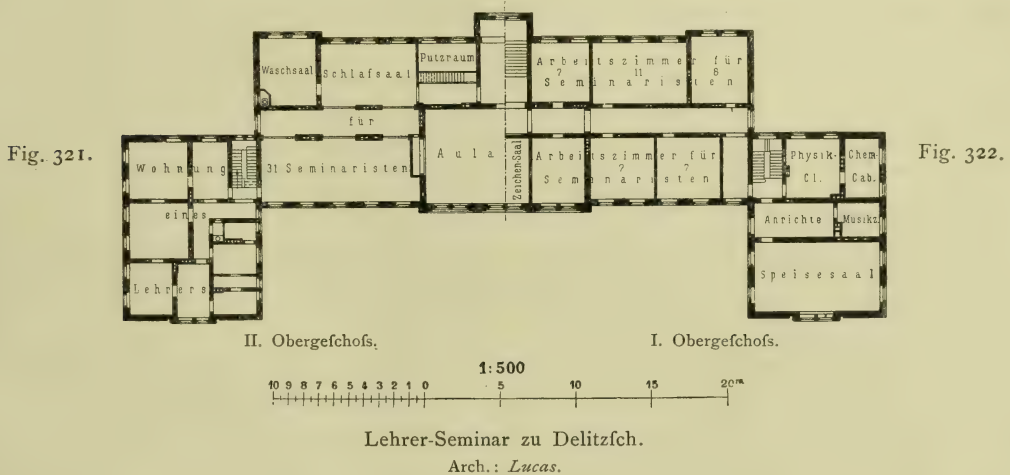 Fig. 321.
Fig. 322.
Waschsaal
Schlafsaal
Putzraum
für
31 Seminaristen
Wohnung
eines
Lehrers
Aula
Zeichen-Saal
Arbeitszimmer für
7 11 8
Seminaristen
Arbeitszimmer für
7 7
Seminaristen
Physik-
Cl.
Chem.
Cab.
Anrichte
Musikz.
Speisesaal
II. Obergeſchoſs.
I. Obergeſchoſs.
1:500
10 9 8 7 6 5 4 3 2 1 0 5 10 15 20m
Lehrer-Seminar zu Delitzſch.
Arch.: Lucas.